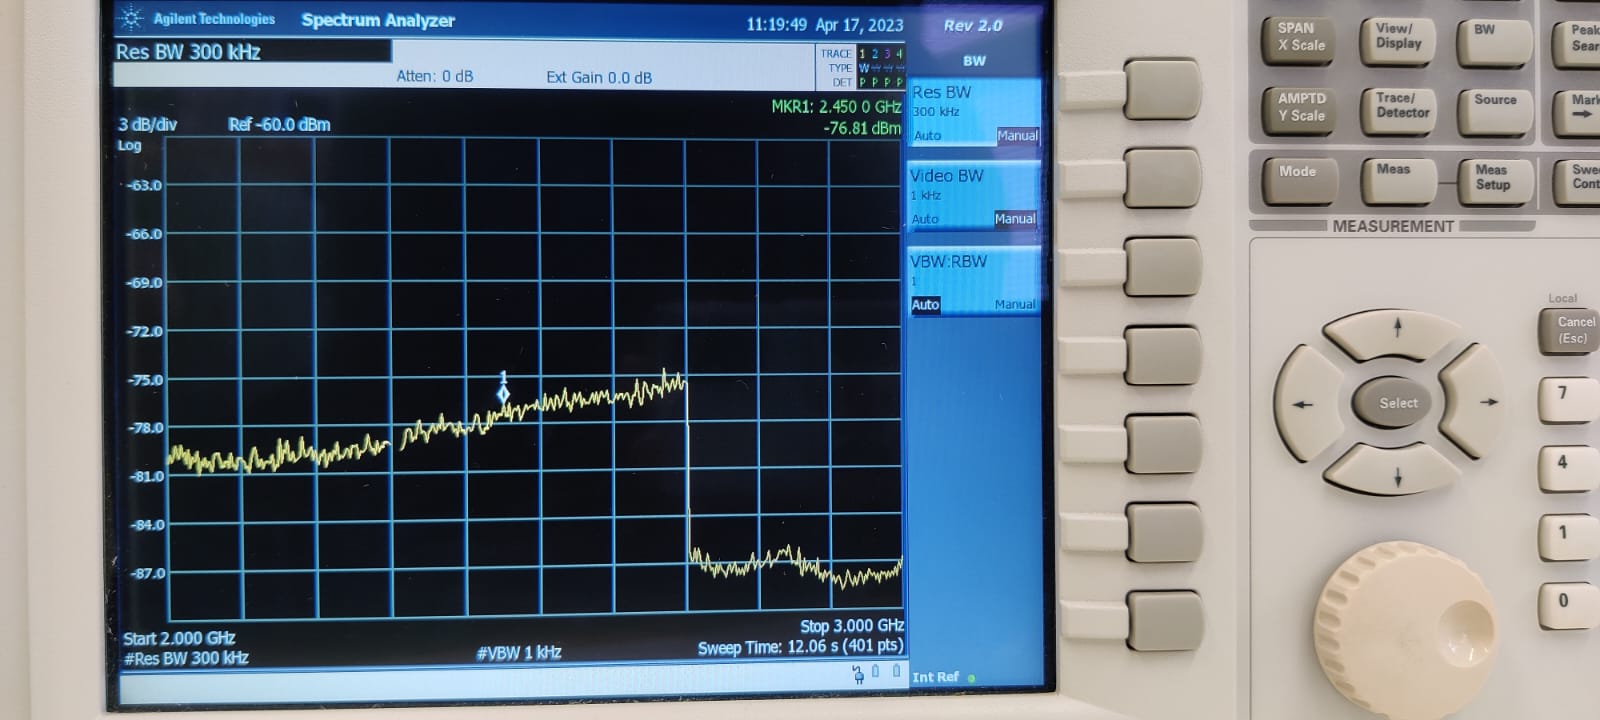 Agilent Technologies Spectrum Analyzer 11:19:49 Apr 17, 2023 Rev 2.0
Res BW 300 kHz
Atten: 0 dB Ext Gain 0.0 dB
TRACE 1 2 3 4
TYPE W
DET P P P P
BW
MKR1: 2.450 0 GHz
-76.81 dBm
3 dB/div Ref -60.0 dBm
Log
-63.0
-66.0
-69.0
-72.0
-75.0
-78.0
-81.0
-84.0
-87.0
1
Start 2.000 GHz Stop 3.000 GHz
#Res BW 300 kHz #VBW 1 kHz Sweep Time: 12.06 s (401 pts)
Res BW
300 kHz
Auto Manual
Video BW
1 kHz
Auto Manual
VBW:RBW
1
Auto Manual
Int Ref
SPAN
X Scale
View/
Display
BW
Peak
Sear
AMPTD
Y Scale
Trace/
Detector
Source
Mark
Mode
Meas
Meas
Setup
Swee
Cont
MEASUREMENT
Local
Cancel
(Esc)
Select
7
4
1
0